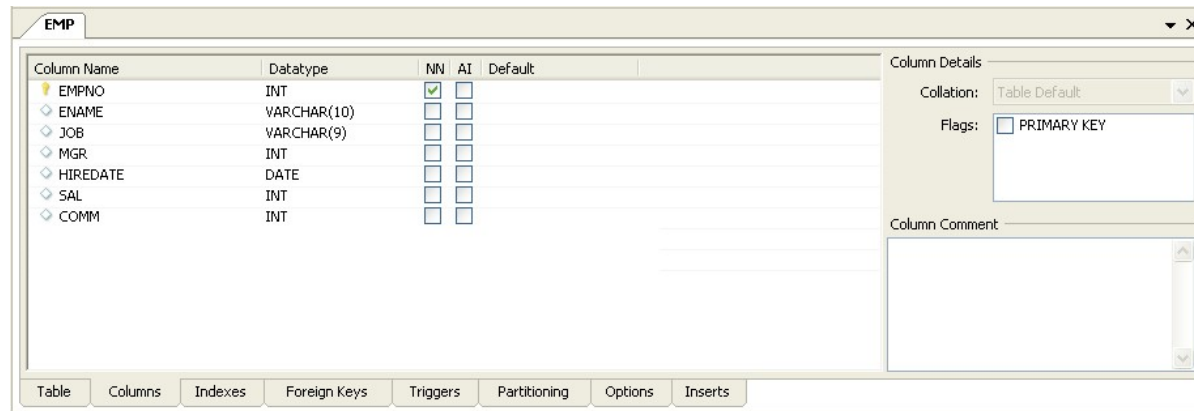 EMP
Column Name Datatype NN AI Default
EMPNO INT
ENAME VARCHAR(10)
JOB VARCHAR(9)
MGR INT
HIREDATE DATE
SAL INT
COMM INT
Column Details
Collation: Table Default
Flags: PRIMARY KEY
Column Comment
Table Columns Indexes Foreign Keys Triggers Partitioning Options Inserts